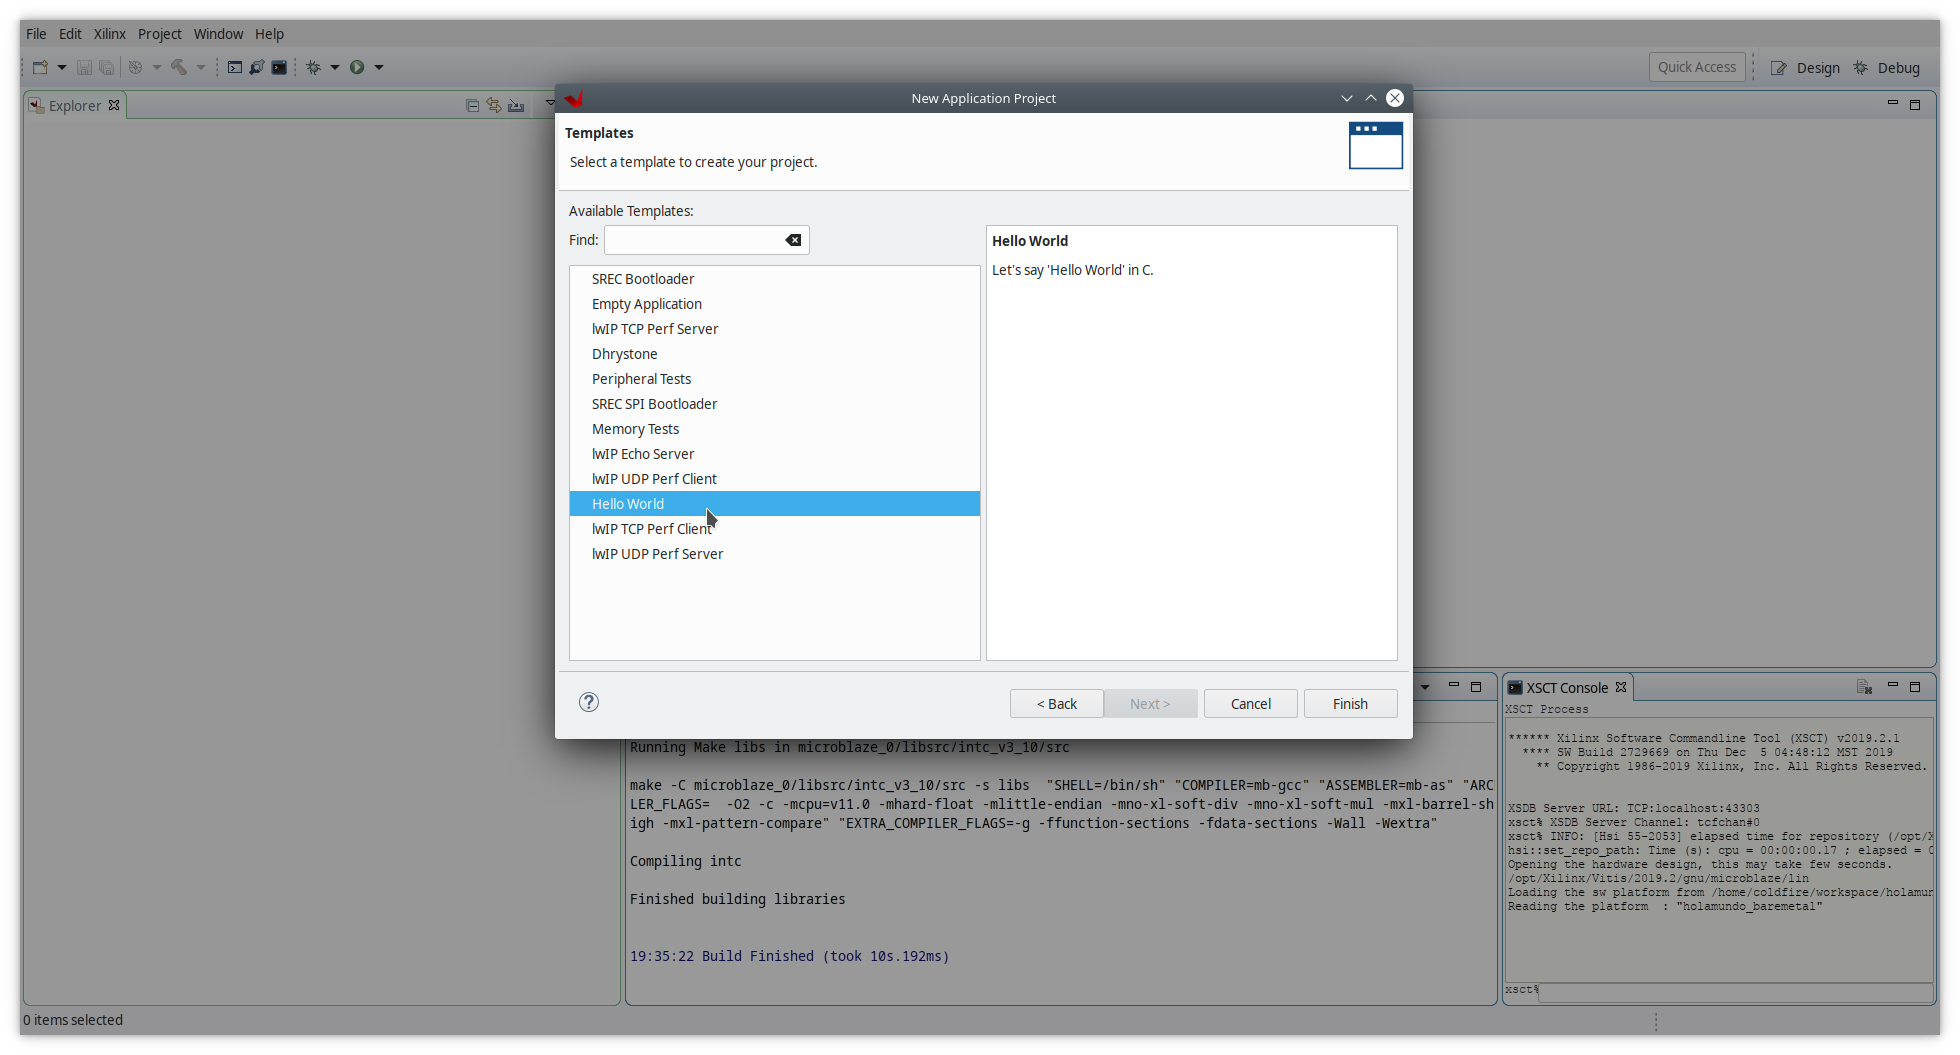 File Edit Xilinx Project Window Help
Quick Access Design Debug
Explorer
New Application Project
Templates
Select a template to create your project.
Available Templates:
Find:
SREC Bootloader
Empty Application
lwIP TCP Perf Server
Dhrystone
Peripheral Tests
SREC SPI Bootloader
Memory Tests
lwIP Echo Server
lwIP UDP Perf Client
Hello World
lwIP TCP Perf Client
lwIP UDP Perf Server
Hello World
Let's say 'Hello World' in C.
< Back Next > Cancel Finish
Running Make libs in microblaze_0/libsrc/intc_v3_10/src
make -C microblaze_0/libsrc/intc_v3_10/src -s libs  "SHELL=/bin/sh" "COMPILER=mb-gcc" "ASSEMBLER=mb-as" "ARC
LER_FLAGS=  -O2 -c -mcpu=v11.0 -mhard-float -mlittle-endian -mno-xl-soft-div -mno-xl-soft-mul -mxl-barrel-sh
igh -mxl-pattern-compare" "EXTRA_COMPILER_FLAGS=-g -ffunction-sections -fdata-sections -Wall -Wextra"
Compiling intc
Finished building libraries
19:35:22 Build Finished (took 10s.192ms)
XSCT Console
XSCT Process
****** Xilinx Software Commandline Tool (XSCT) v2019.2.1
**** SW Build 2729669 on Thu Dec  5 04:48:12 MST 2019
** Copyright 1986-2019 Xilinx, Inc. All Rights Reserved.
XSDB Server URL: TCP:localhost:43303
xsct% XSDB Server Channel: tcfchan#0
xsct% INFO: [Hsi 55-2053] elapsed time for repository (/opt/X
hsi::set_repo_path: Time (s): cpu = 00:00:00.17 ; elapsed = 0
Opening the hardware design, this may take few seconds.
/opt/Xilinx/Vitis/2019.2/gnu/microblaze/lin
Loading the sw platform from /home/coldfire/workspace/holamun
Reading the platform  : "holamundo_baremetal"
xsct%
0 items selected